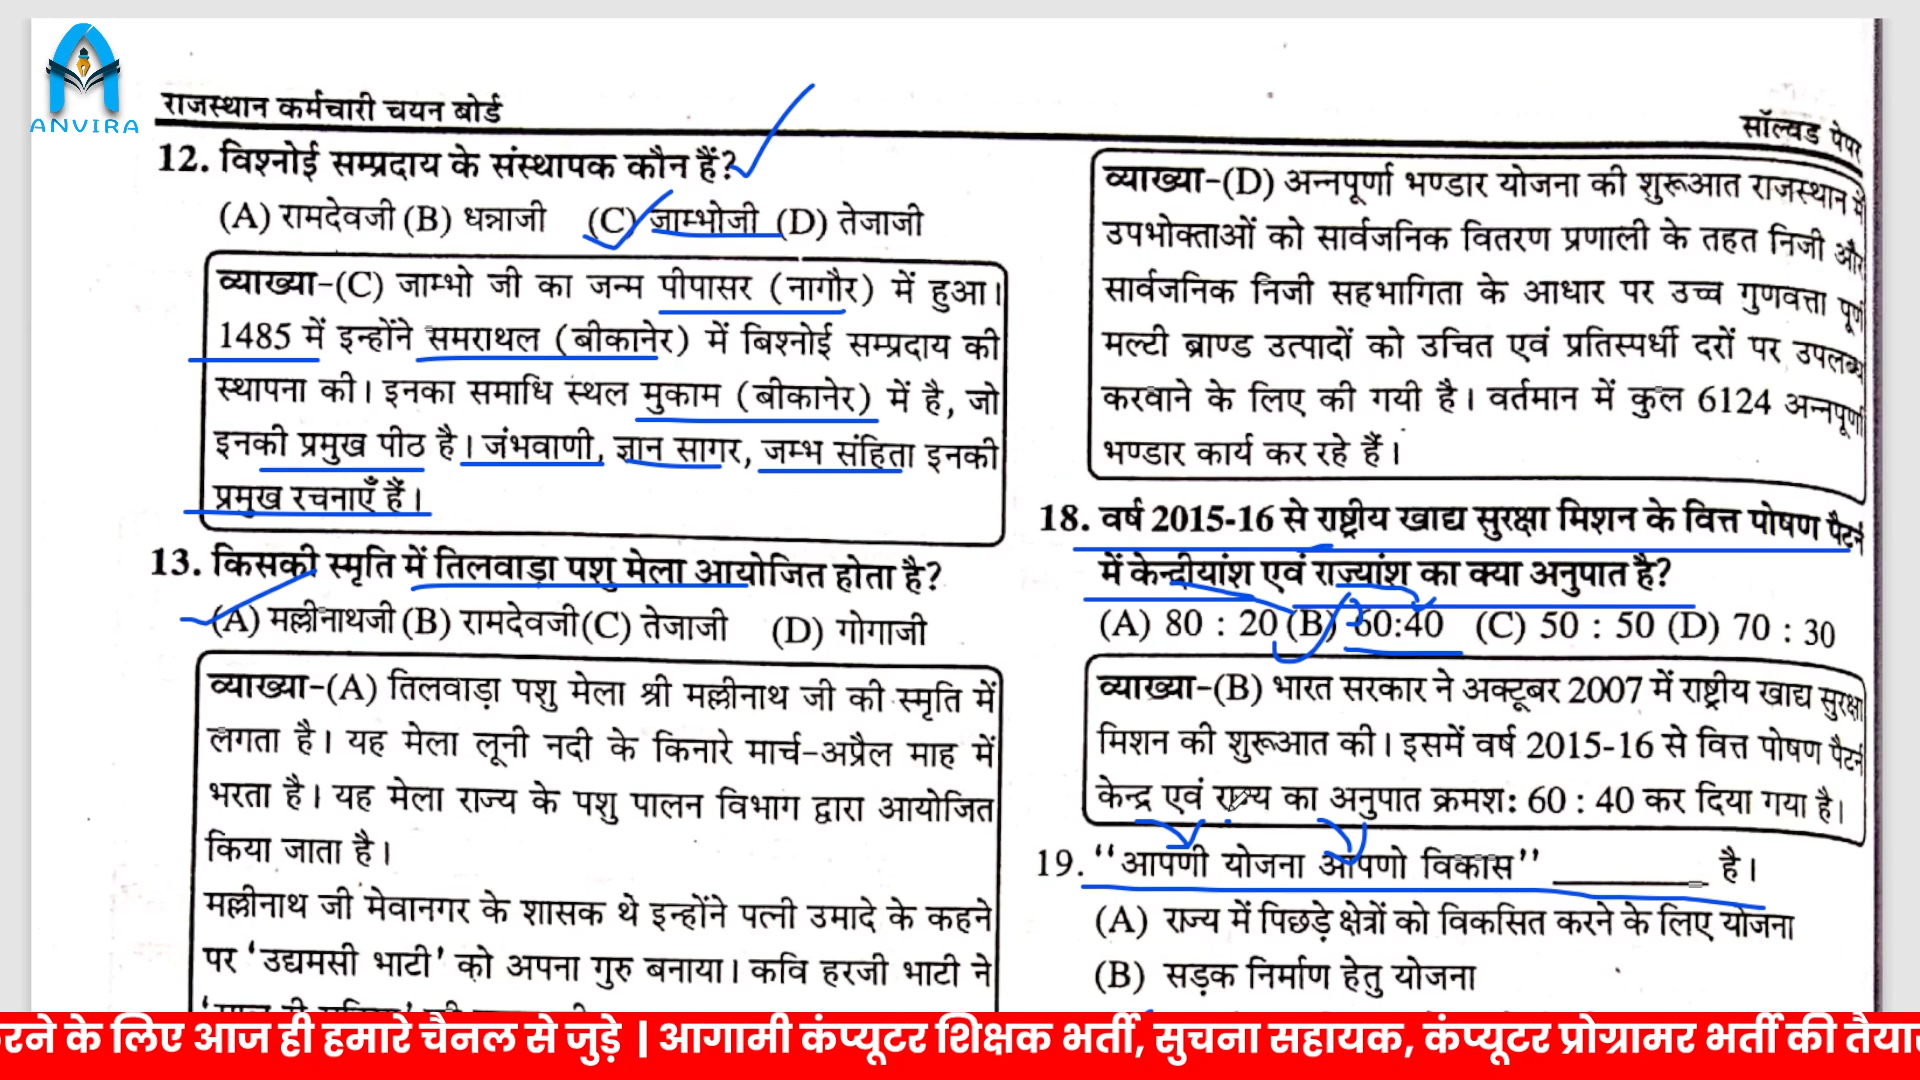 ANVIRA
राजस्थान कर्मचारी चयन बोर्ड
12. विश्नोई सम्प्रदाय के संस्थापक कौन हैं?
(A) रामदेवजी (B) धन्नाजी (C) जाम्भोजी (D) तेजाजी
व्याख्या-(C) जाम्भो जी का जन्म पीपासर (नागौर) में हुआ।
1485 में इन्होंने समराथल (बीकानेर) में बिश्नोई सम्प्रदाय की
स्थापना की। इनका समाधि स्थल मुकाम (बीकानेर) में है, जो
इनकी प्रमुख पीठ है। जंभवाणी, ज्ञान सागर, जम्भ संहिता इनकी
प्रमुख रचनाएँ हैं।
13. किसकी स्मृति में तिलवाड़ा पशु मेला आयोजित होता है?
(A) मल्लीनाथजी (B) रामदेवजी (C) तेजाजी (D) गोगाजी
व्याख्या-(A) तिलवाड़ा पशु मेला श्री मल्लीनाथ जी की स्मृति में
लगता है। यह मेला लूनी नदी के किनारे मार्च-अप्रैल माह में
भरता है। यह मेला राज्य के पशु पालन विभाग द्वारा आयोजित
किया जाता है।
मल्लीनाथ जी मेवानगर के शासक थे इन्होंने पत्नी उमादे के कहने
पर 'उद्यमसी भाटी' को अपना गुरु बनाया। कवि हरजी भाटी ने
सॉल्वड पेपर
व्याख्या-(D) अन्नपूर्णा भण्डार योजना की शुरूआत राजस्थान में
उपभोक्ताओं को सार्वजनिक वितरण प्रणाली के तहत निजी और
सार्वजनिक निजी सहभागिता के आधार पर उच्च गुणवत्ता पूर्ण
मल्टी ब्राण्ड उत्पादों को उचित एवं प्रतिस्पर्धी दरों पर उपलब्ध
करवाने के लिए की गयी है। वर्तमान में कुल 6124 अन्नपूर्णा
भण्डार कार्य कर रहे हैं।
18. वर्ष 2015-16 से राष्ट्रीय खाद्य सुरक्षा मिशन के वित्त पोषण पैटर्न
में केन्दीयांश एवं राज्यांश का क्या अनुपात है?
(A) 80 : 20 (B) 60:40 (C) 50 : 50 (D) 70 : 30
व्याख्या-(B) भारत सरकार ने अक्टूबर 2007 में राष्ट्रीय खाद्य सुरक्षा
मिशन की शुरूआत की। इसमें वर्ष 2015-16 से वित्त पोषण पैटर्न
केन्द्र एवं राज्य का अनुपात क्रमश: 60 : 40 कर दिया गया है।
19. "आपणी योजना आपणो विकास" ________ है।
(A) राज्य में पिछड़े क्षेत्रों को विकसित करने के लिए योजना
(B) सड़क निर्माण हेतु योजना
रने के लिए आज ही हमारे चैनल से जुड़े | आगामी कंप्यूटर शिक्षक भर्ती, सुचना सहायक, कंप्यूटर प्रोग्रामर भर्ती की